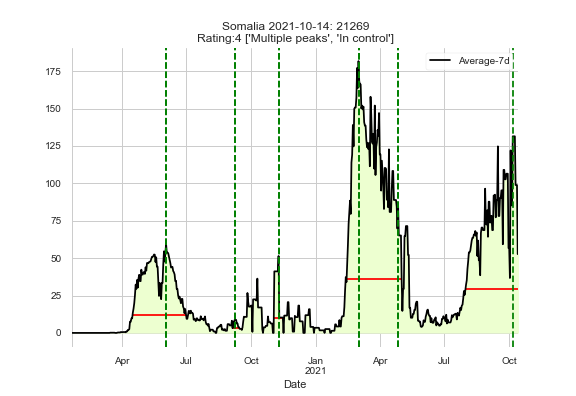 Somalia 2021-10-14: 21269
Rating:4 ['Multiple peaks', 'In control']
Average-7d
175
150
125
100
75
50
25
0
Apr Jul Oct Jan Apr Jul Oct
2021
Date